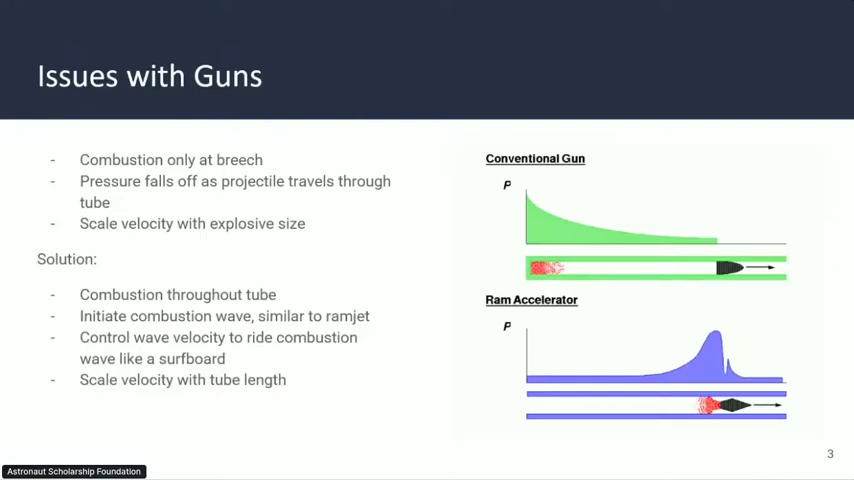 Issues with Guns
- Combustion only at breech
- Pressure falls off as projectile travels through
tube
- Scale velocity with explosive size
Solution:
- Combustion throughout tube
- Initiate combustion wave, similar to ramjet
- Control wave velocity to ride combustion
wave like a surfboard
- Scale velocity with tube length
Conventional Gun
P
Ram Accelerator
P
3
Astronaut Scholarship Foundation